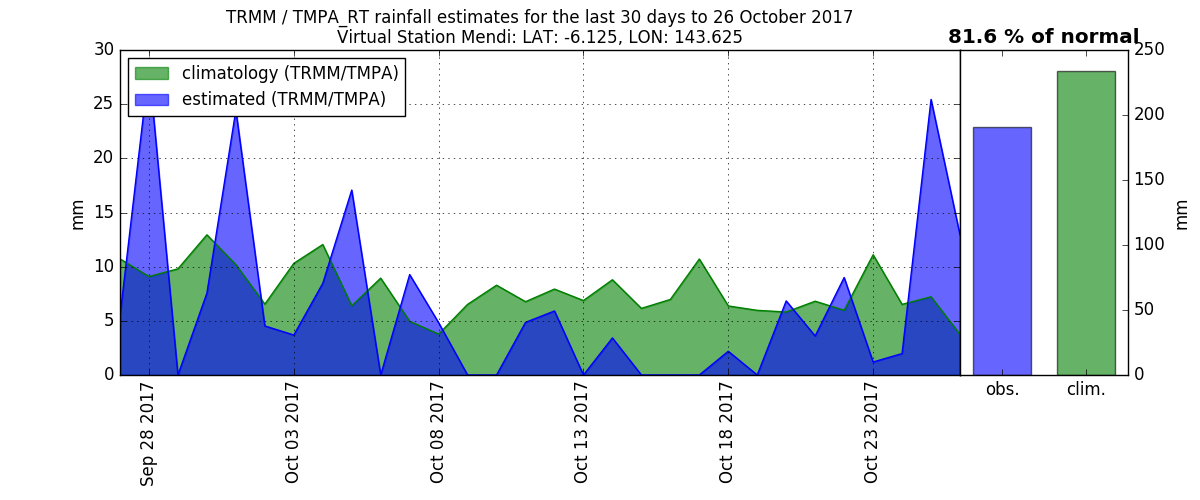 TRMM / TMPA_RT rainfall estimates for the last 30 days to 26 October 2017
Virtual Station Mendi: LAT: -6.125, LON: 143.625
81.6 % of normal
climatology (TRMM/TMPA)
estimated (TRMM/TMPA)
30
25
20
15
10
5
0
mm
Sep 28 2017
Oct 03 2017
Oct 08 2017
Oct 13 2017
Oct 18 2017
Oct 23 2017
obs.
clim.
250
200
150
100
50
0
mm